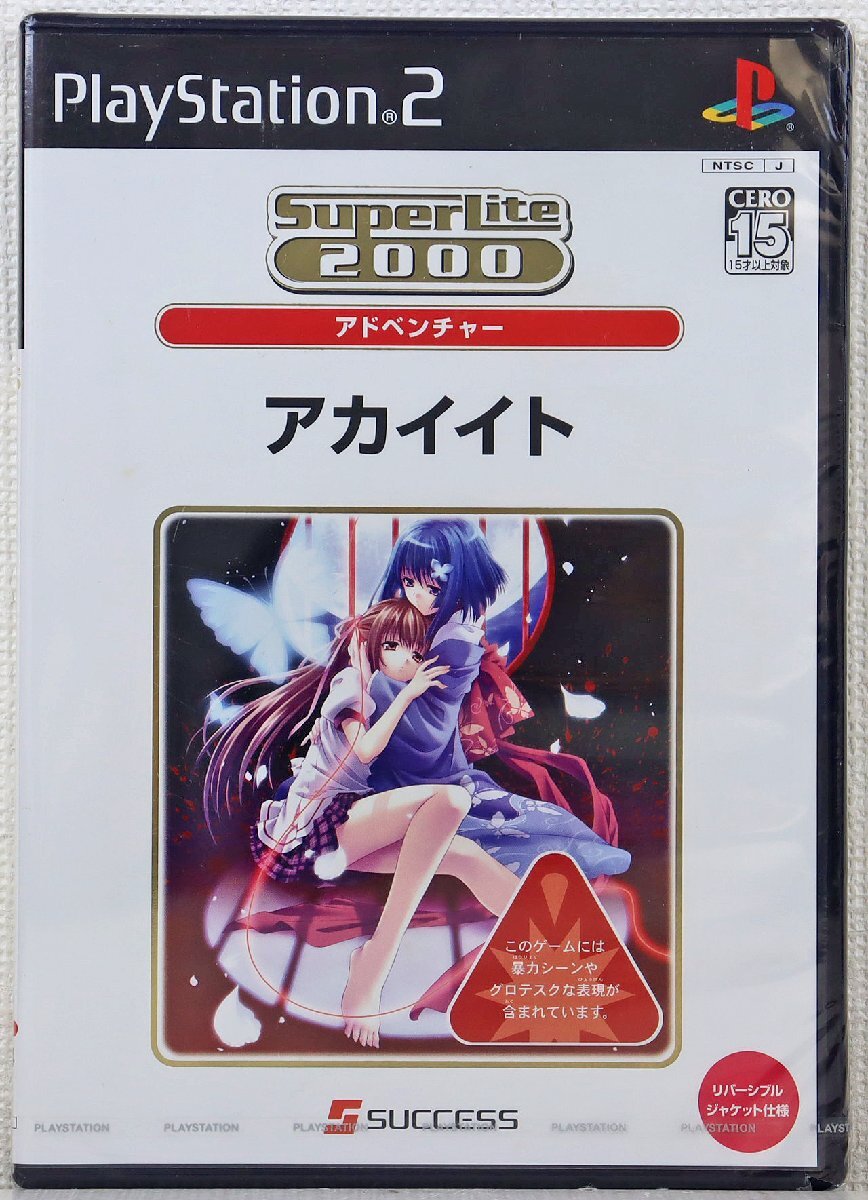 PlayStation®2
NTSC J
SuperLite
2000
CERO
15
15才以上対象
アドベンチャー
アカイイト
このゲームには
暴力シーンや
グロテスクな表現が
含まれています。
リバーシブル
ジャケット仕様
SUCCESS
PLAYSTATION PLAYSTATION PLAYSTATION PLAYSTATION PLAYSTATION PLAYSTATION PLAYST